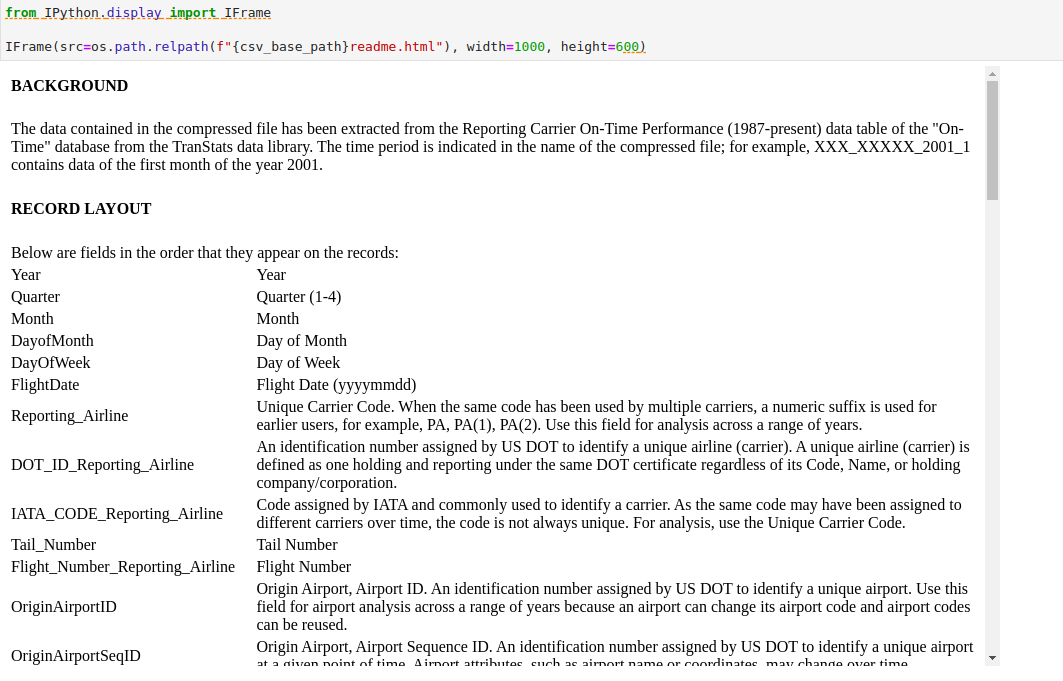 from IPython.display import IFrame
IFrame(src=os.path.relpath(f"{csv_base_path}readme.html"), width=1000, height=600)
BACKGROUND
The data contained in the compressed file has been extracted from the Reporting Carrier On-Time Performance (1987-present) data table of the "On-
Time" database from the TranStats data library. The time period is indicated in the name of the compressed file; for example, XXX_XXXXX_2001_1
contains data of the first month of the year 2001.
RECORD LAYOUT
Below are fields in the order that they appear on the records:
Year Year
Quarter Quarter (1-4)
Month Month
DayofMonth Day of Month
DayOfWeek Day of Week
FlightDate Flight Date (yyyymmdd)
Reporting_Airline Unique Carrier Code. When the same code has been used by multiple carriers, a numeric suffix is used for
earlier users, for example, PA, PA(1), PA(2). Use this field for analysis across a range of years.
DOT_ID_Reporting_Airline An identification number assigned by US DOT to identify a unique airline (carrier). A unique airline (carrier) is
defined as one holding and reporting under the same DOT certificate regardless of its Code, Name, or holding
company/corporation.
IATA_CODE_Reporting_Airline Code assigned by IATA and commonly used to identify a carrier. As the same code may have been assigned to
different carriers over time, the code is not always unique. For analysis, use the Unique Carrier Code.
Tail_Number Tail Number
Flight_Number_Reporting_Airline Flight Number
OriginAirportID Origin Airport, Airport ID. An identification number assigned by US DOT to identify a unique airport. Use this
field for airport analysis across a range of years because an airport can change its airport code and airport codes
can be reused.
OriginAirportSeqID Origin Airport, Airport Sequence ID. An identification number assigned by US DOT to identify a unique airport
at a given point of time. Airport attributes, such as airport name or coordinates, may change over time.